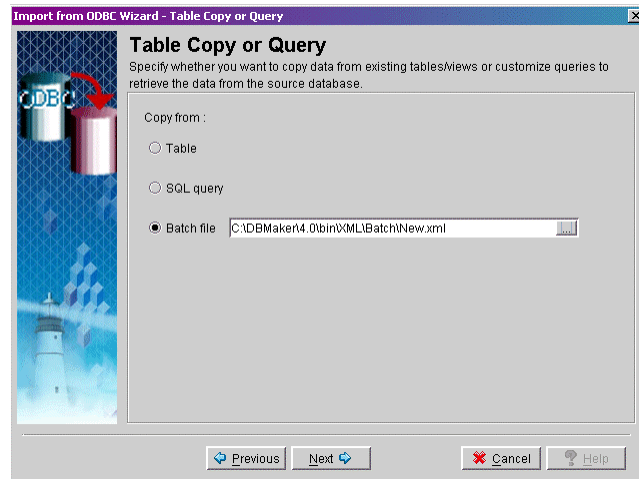 Import from ODBC Wizard - Table Copy or Query
Table Copy or Query
Specify whether you want to copy data from existing tables/views or customize queries to
retrieve the data from the source database.
ODBC
Copy from :
Table
SQL query
Batch file C:\DBMaker\4.0\bin\XML\Batch\New.xml ...
Previous Next Cancel Help